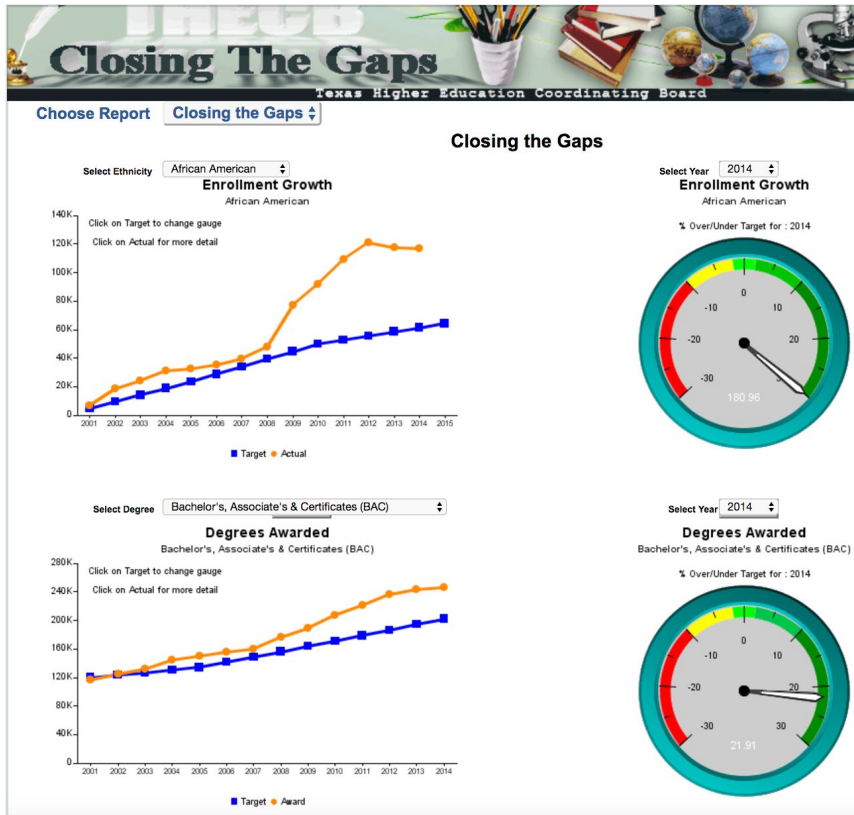 THECB
Closing The Gaps
Texas Higher Education Coordinating Board
Choose Report Closing the Gaps
Closing the Gaps
Select Ethnicity African American
Enrollment Growth
African American
140K
Click on Target to change gauge
120K
Click on Actual for more detail
100K
80K
60K
40K
20K
0
2001 2002 2003 2004 2005 2006 2007 2008 2009 2010 2011 2012 2013 2014 2015
Target Actual
Select Year 2014
Enrollment Growth
African American
% Over/Under Target for : 2014
0
-10 10
-20 20
-30
180.96
Select Degree Bachelor's, Associate's & Certificates (BAC)
Degrees Awarded
Bachelor's, Associate's & Certificates (BAC)
280K
Click on Target to change gauge
240K
Click on Actual for more detail
200K
160K
120K
80K
40K
0
2001 2002 2003 2004 2005 2006 2007 2008 2009 2010 2011 2012 2013 2014
Target Award
Select Year 2014
Degrees Awarded
Bachelor's, Associate's & Certificates (BAC)
% Over/Under Target for : 2014
0
-10 10
-20 20
-30 30
21.91